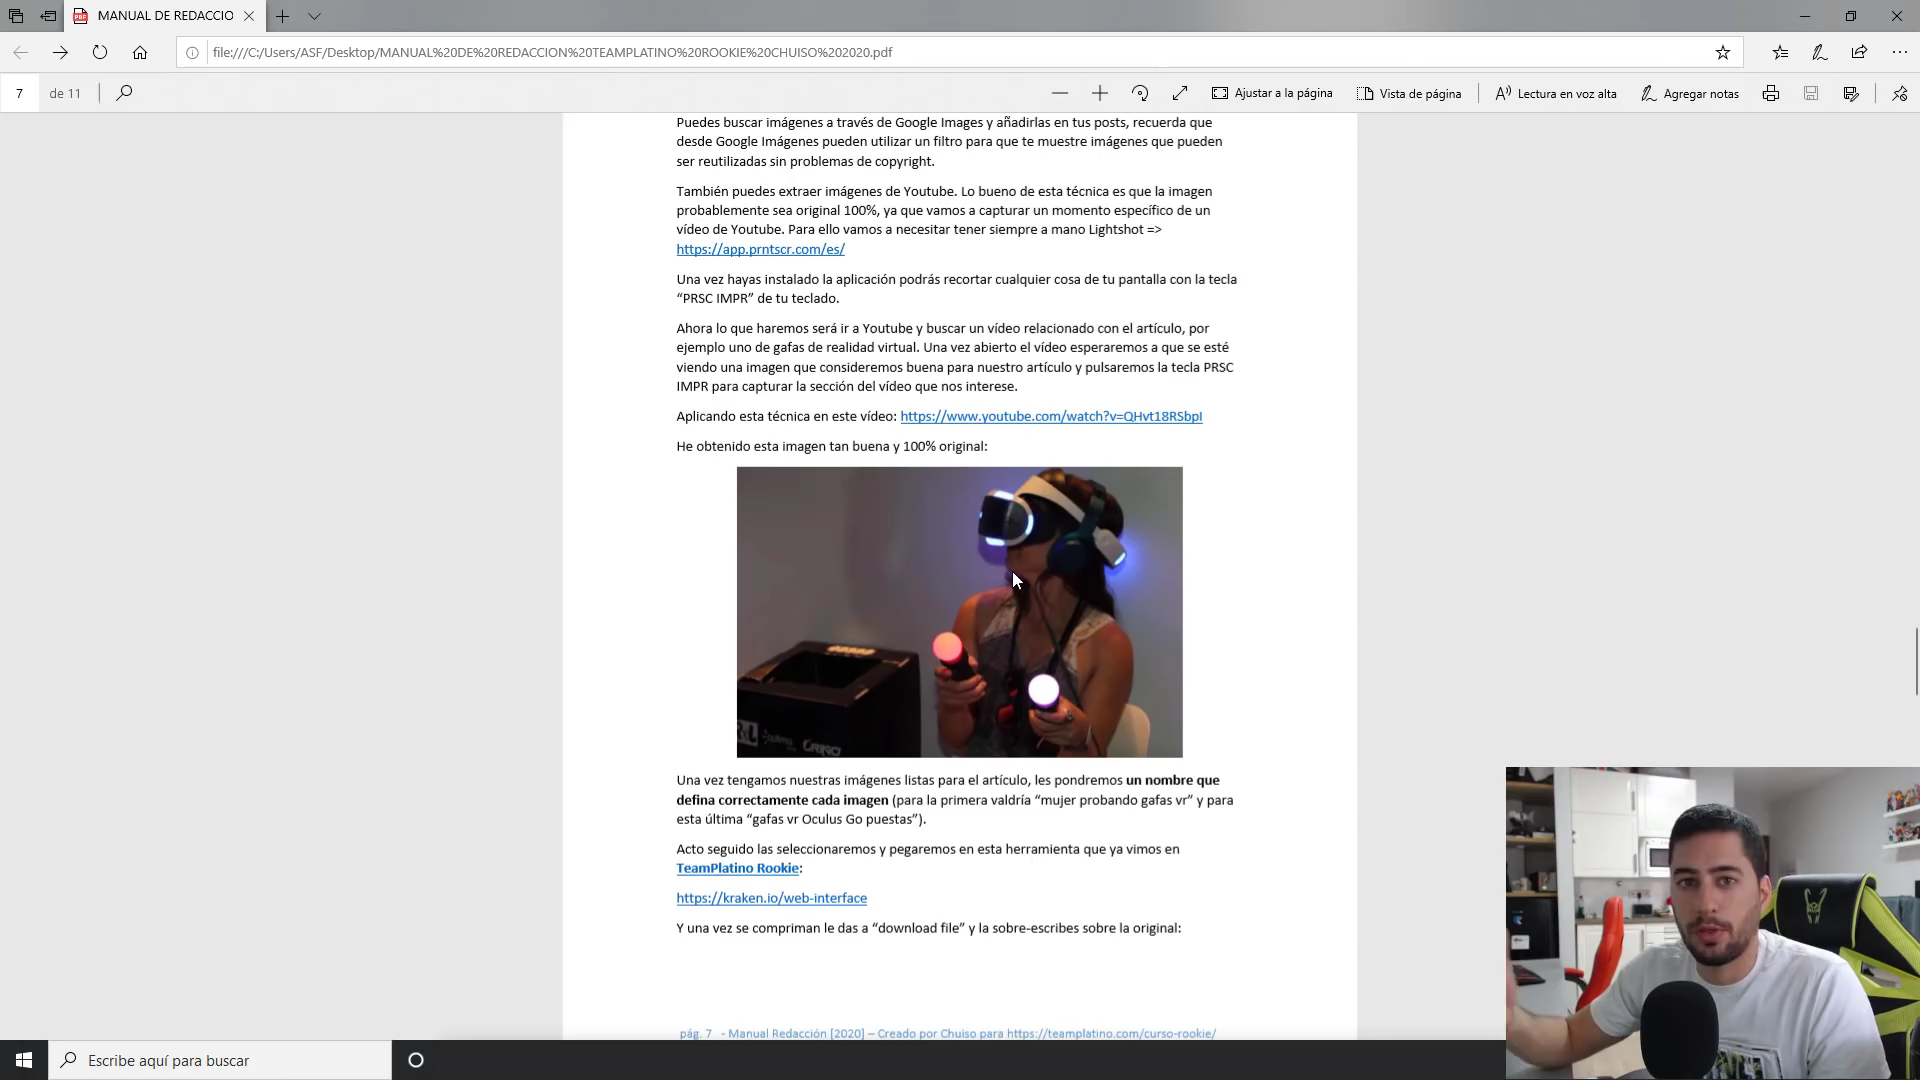 MANUAL DE REDACCIO
file:///C:/Users/ASF/Desktop/MANUAL%20DE%20REDACCION%20TEAMPLATINO%20ROOKIE%20CHUISO%202020.pdf
7 de 11
Ajustar a la página
Vista de página
Lectura en voz alta
Agregar notas
Puedes buscar imágenes a través de Google Images y añadirlas en tus posts, recuerda que
desde Google Imágenes pueden utilizar un filtro para que te muestre imágenes que pueden
ser reutilizadas sin problemas de copyright.
También puedes extraer imágenes de Youtube. Lo bueno de esta técnica es que la imagen
probablemente sea original 100%, ya que vamos a capturar un momento específico de un
vídeo de Youtube. Para ello vamos a necesitar tener siempre a mano Lightshot =>
https://app.prntscr.com/es/
Una vez hayas instalado la aplicación podrás recortar cualquier cosa de tu pantalla con la tecla
“PRSC IMPR” de tu teclado.
Ahora lo que haremos será ir a Youtube y buscar un vídeo relacionado con el artículo, por
ejemplo uno de gafas de realidad virtual. Una vez abierto el vídeo esperaremos a que se esté
viendo una imagen que consideremos buena para nuestro artículo y pulsaremos la tecla PRSC
IMPR para capturar la sección del vídeo que nos interese.
Aplicando esta técnica en este vídeo: https://www.youtube.com/watch?v=QHvt18RSbpI
He obtenido esta imagen tan buena y 100% original:
Una vez tengamos nuestras imágenes listas para el artículo, les pondremos un nombre que
defina correctamente cada imagen (para la primera valdría “mujer probando gafas vr” y para
esta última “gafas vr Oculus Go puestas”).
Acto seguido las seleccionaremos y pegaremos en esta herramienta que ya vimos en
TeamPlatino Rookie:
https://kraken.io/web-interface
Y una vez se compriman le das a “download file” y la sobre-escribes sobre la original:
pág. 7 - Manual Redacción [2020] – Creado por Chuiso para https://teamplatino.com/curso-rookie/
Escribe aquí para buscar